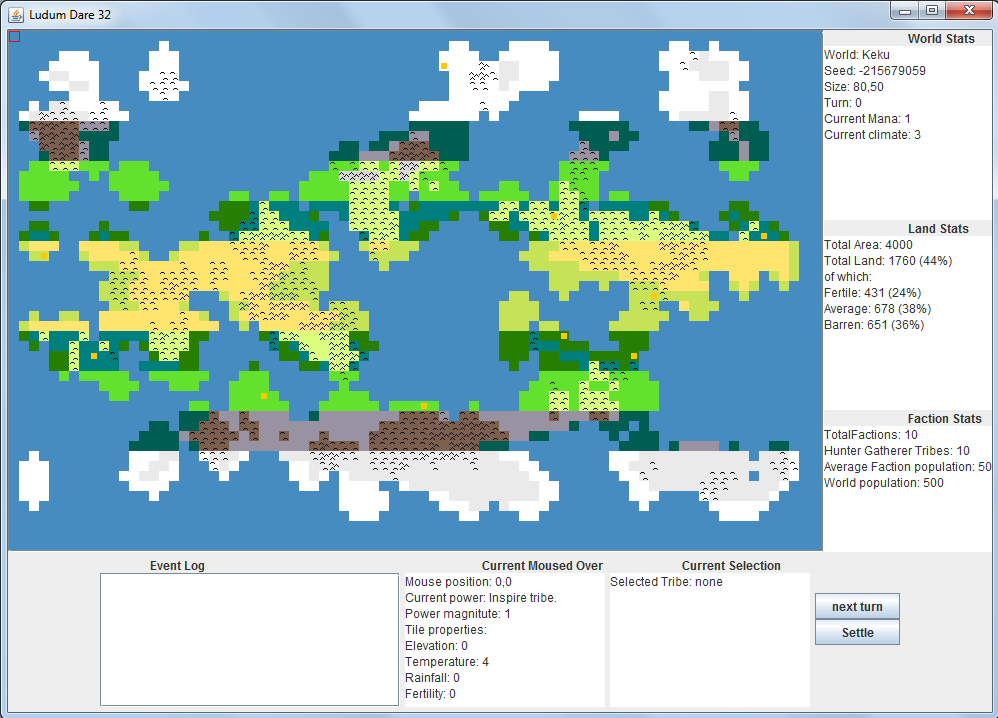 Ludum Dare 32
World Stats
World: Keku
Seed: -215679059
Size: 80,50
Turn: 0
Current Mana: 1
Current climate: 3
Land Stats
Total Area: 4000
Total Land: 1760 (44%)
of which:
Fertile: 431 (24%)
Average: 678 (38%)
Barren: 651 (36%)
Faction Stats
TotalFactions: 10
Hunter Gatherer Tribes: 10
Average Faction population: 50
World population: 500
Event Log
Current Moused Over
Mouse position: 0,0
Current power: Inspire tribe.
Power magnitute: 1
Tile properties:
Elevation: 0
Temperature: 4
Rainfall: 0
Fertility: 0
Current Selection
Selected Tribe: none
next turn
Settle